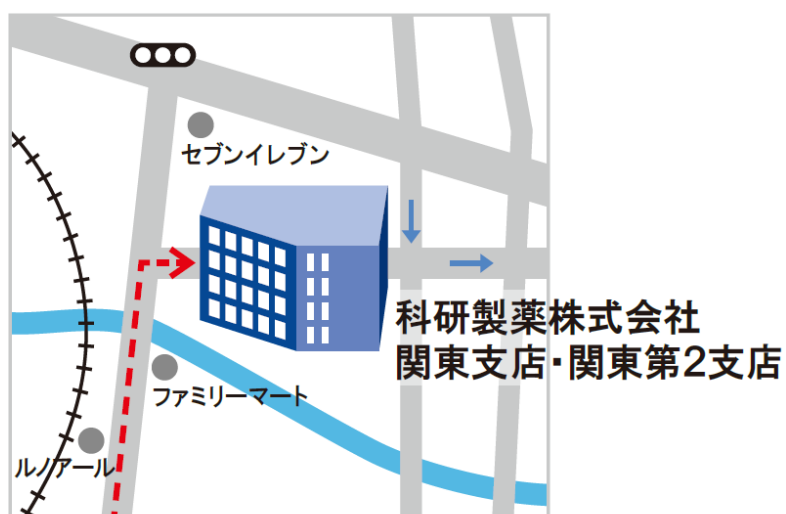 セブンイレブン
科研製薬株式会社
関東支店・関東第2支店
ファミリーマート
ルノアール